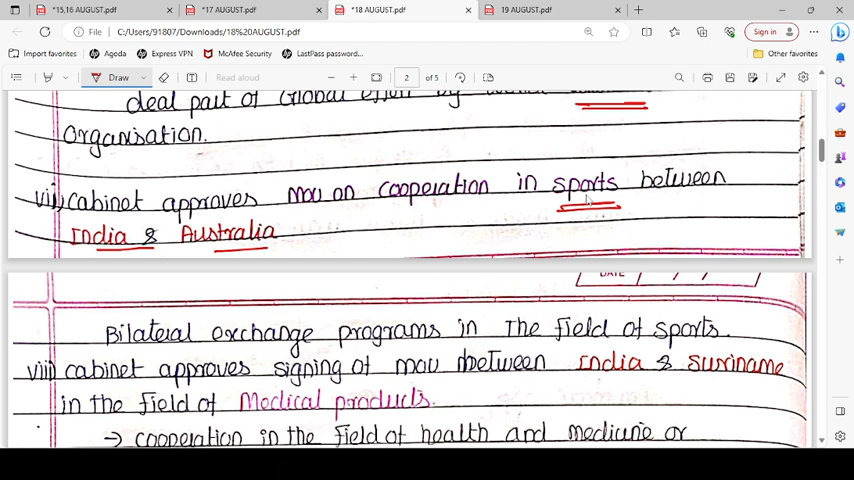 *15,16 AUGUST.pdf
*17 AUGUST.pdf
*18 AUGUST.pdf
19 AUGUST.pdf
File
C:/Users/91807/Downloads/18%20AUGUST.pdf
Sign in
Import favorites
Agoda
Express VPN
McAfee Security
LastPass password...
Other favorites
Draw
Read aloud
2
of 5
deal part of Global effort by
Organisation.
vii) Cabinet approves MOU on cooperation in sports between
India & Australia
DATE
Bilateral exchange programs in the field of sports.
viii) cabinet approves signing of mou between India & Suriname
in the field of Medical products.
→ cooperation in the field of health and medicine or